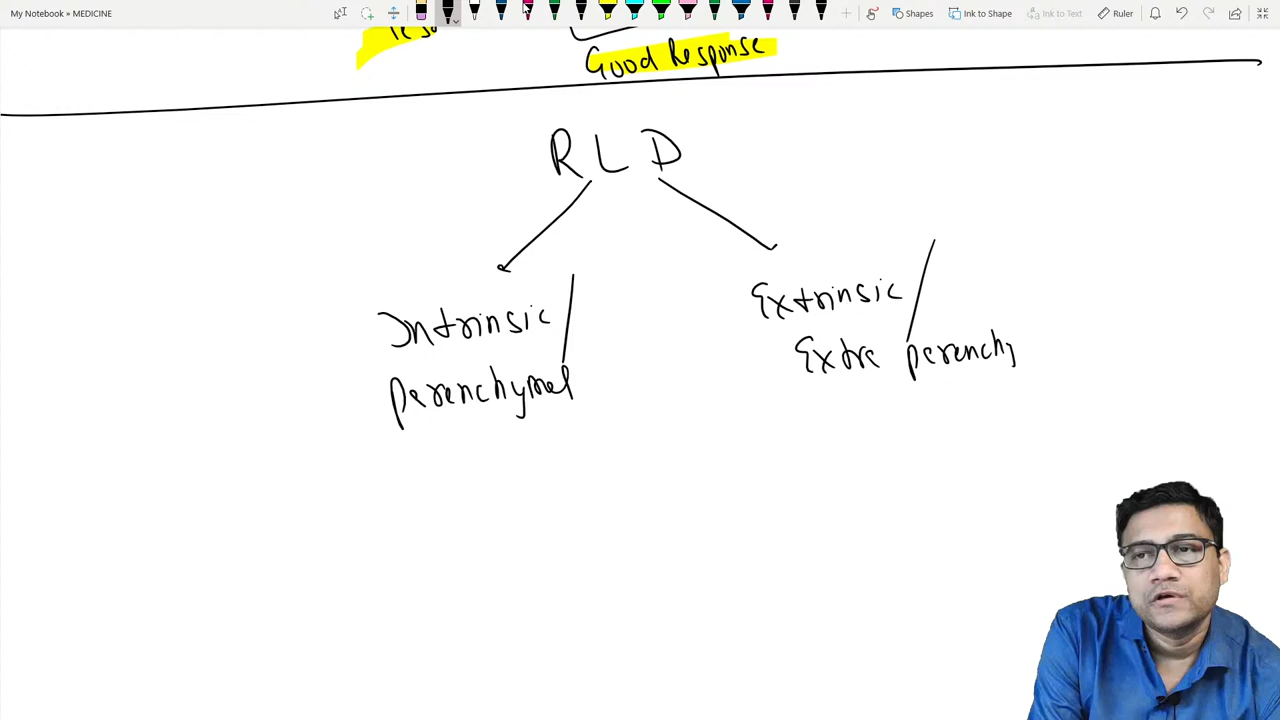 My Notebook » MEDICINE
Shapes Ink to Shape Ink to Text Ruler
Good Response
RLD
Intrinsic/
parenchymal
Extrinsic/
Extra parenchy